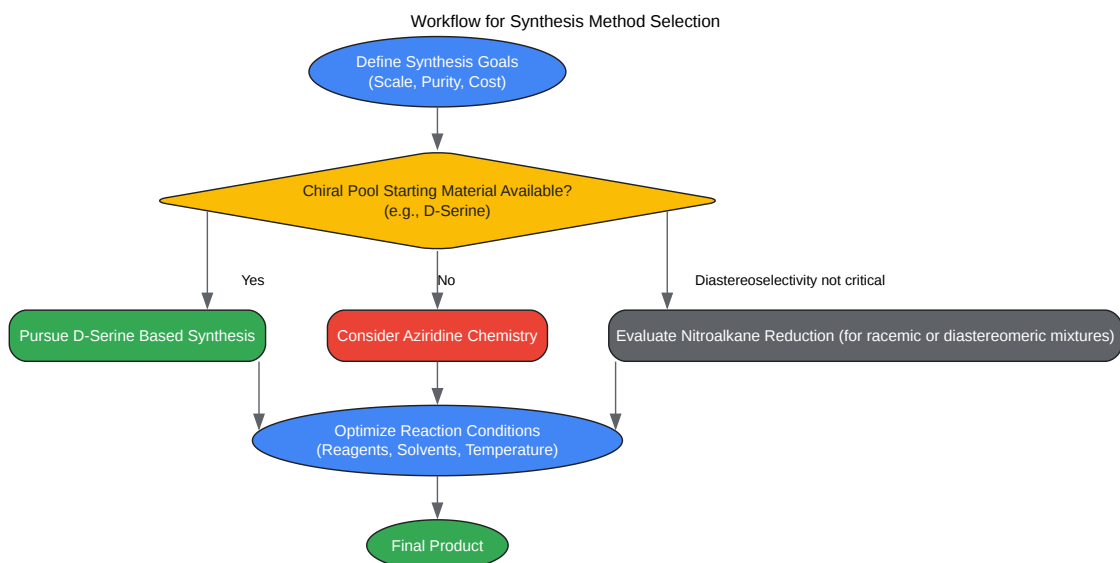 Workflow for Synthesis Method Selection
Define Synthesis Goals
(Scale, Purity, Cost)
Chiral Pool Starting Material Available?
(e.g., D-Serine)
Yes
No
Diastereoselectivity not critical
Pursue D-Serine Based Synthesis
Consider Aziridine Chemistry
Evaluate Nitroalkane Reduction (for racemic or diastereomeric mixtures)
Optimize Reaction Conditions
(Reagents, Solvents, Temperature)
Final Product